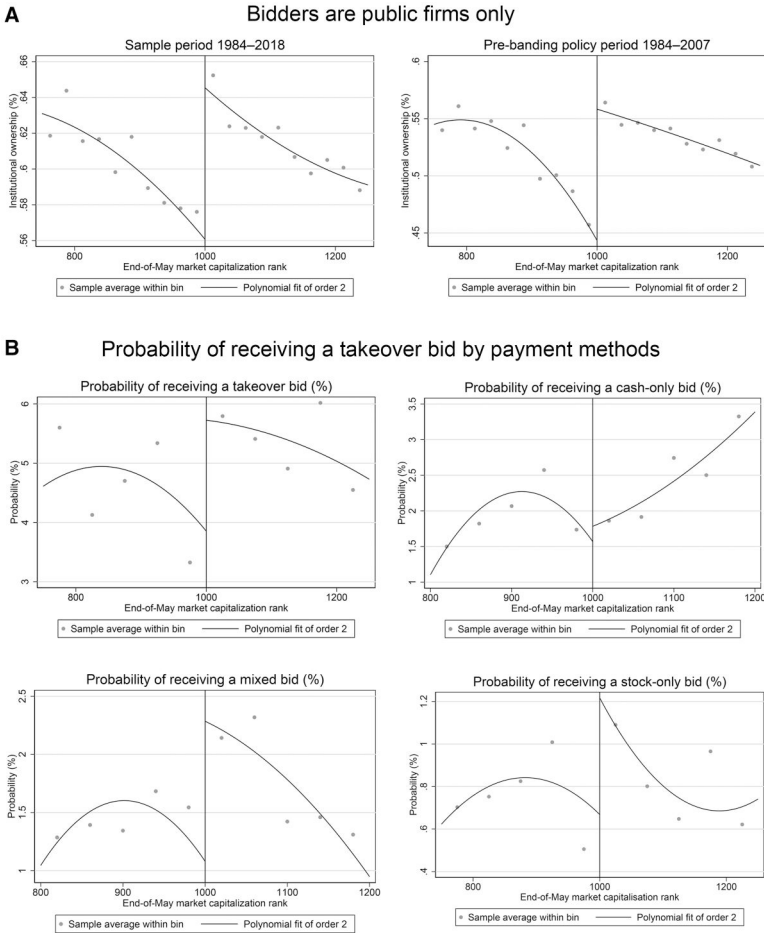 A
Bidders are public firms only
Sample period 1984–2018
Institutional ownership (%)
.66
.64
.62
.6
.58
.56
800
1000
1200
End-of-May market capitalization rank
Sample average within bin
Polynomial fit of order 2
Pre-banding policy period 1984–2007
Institutional ownership (%)
.6
.55
.5
.45
800
1000
1200
End-of-May market capitalization rank
Sample average within bin
Polynomial fit of order 2
B
Probability of receiving a takeover bid by payment methods
Probability of receiving a takeover bid (%)
Probability (%)
6
5
4
3
800
1000
1200
End-of-May market capitalization rank
Sample average within bin
Polynomial fit of order 2
Probability of receiving a cash-only bid (%)
Probability (%)
3.5
3
2.5
2
1.5
1
800
900
1000
1100
1200
End-of-May market capitalization rank
Sample average within bin
Polynomial fit of order 2
Probability of receiving a mixed bid (%)
Probability (%)
2.5
2
1.5
1
800
900
1000
1100
1200
End-of-May market capitalization rank
Sample average within bin
Polynomial fit of order 2
Probability of receiving a stock-only bid (%)
Probability (%)
1.2
1
.8
.6
.4
800
1000
1200
End-of-May market capitalisation rank
Sample average within bin
Polynomial fit of order 2